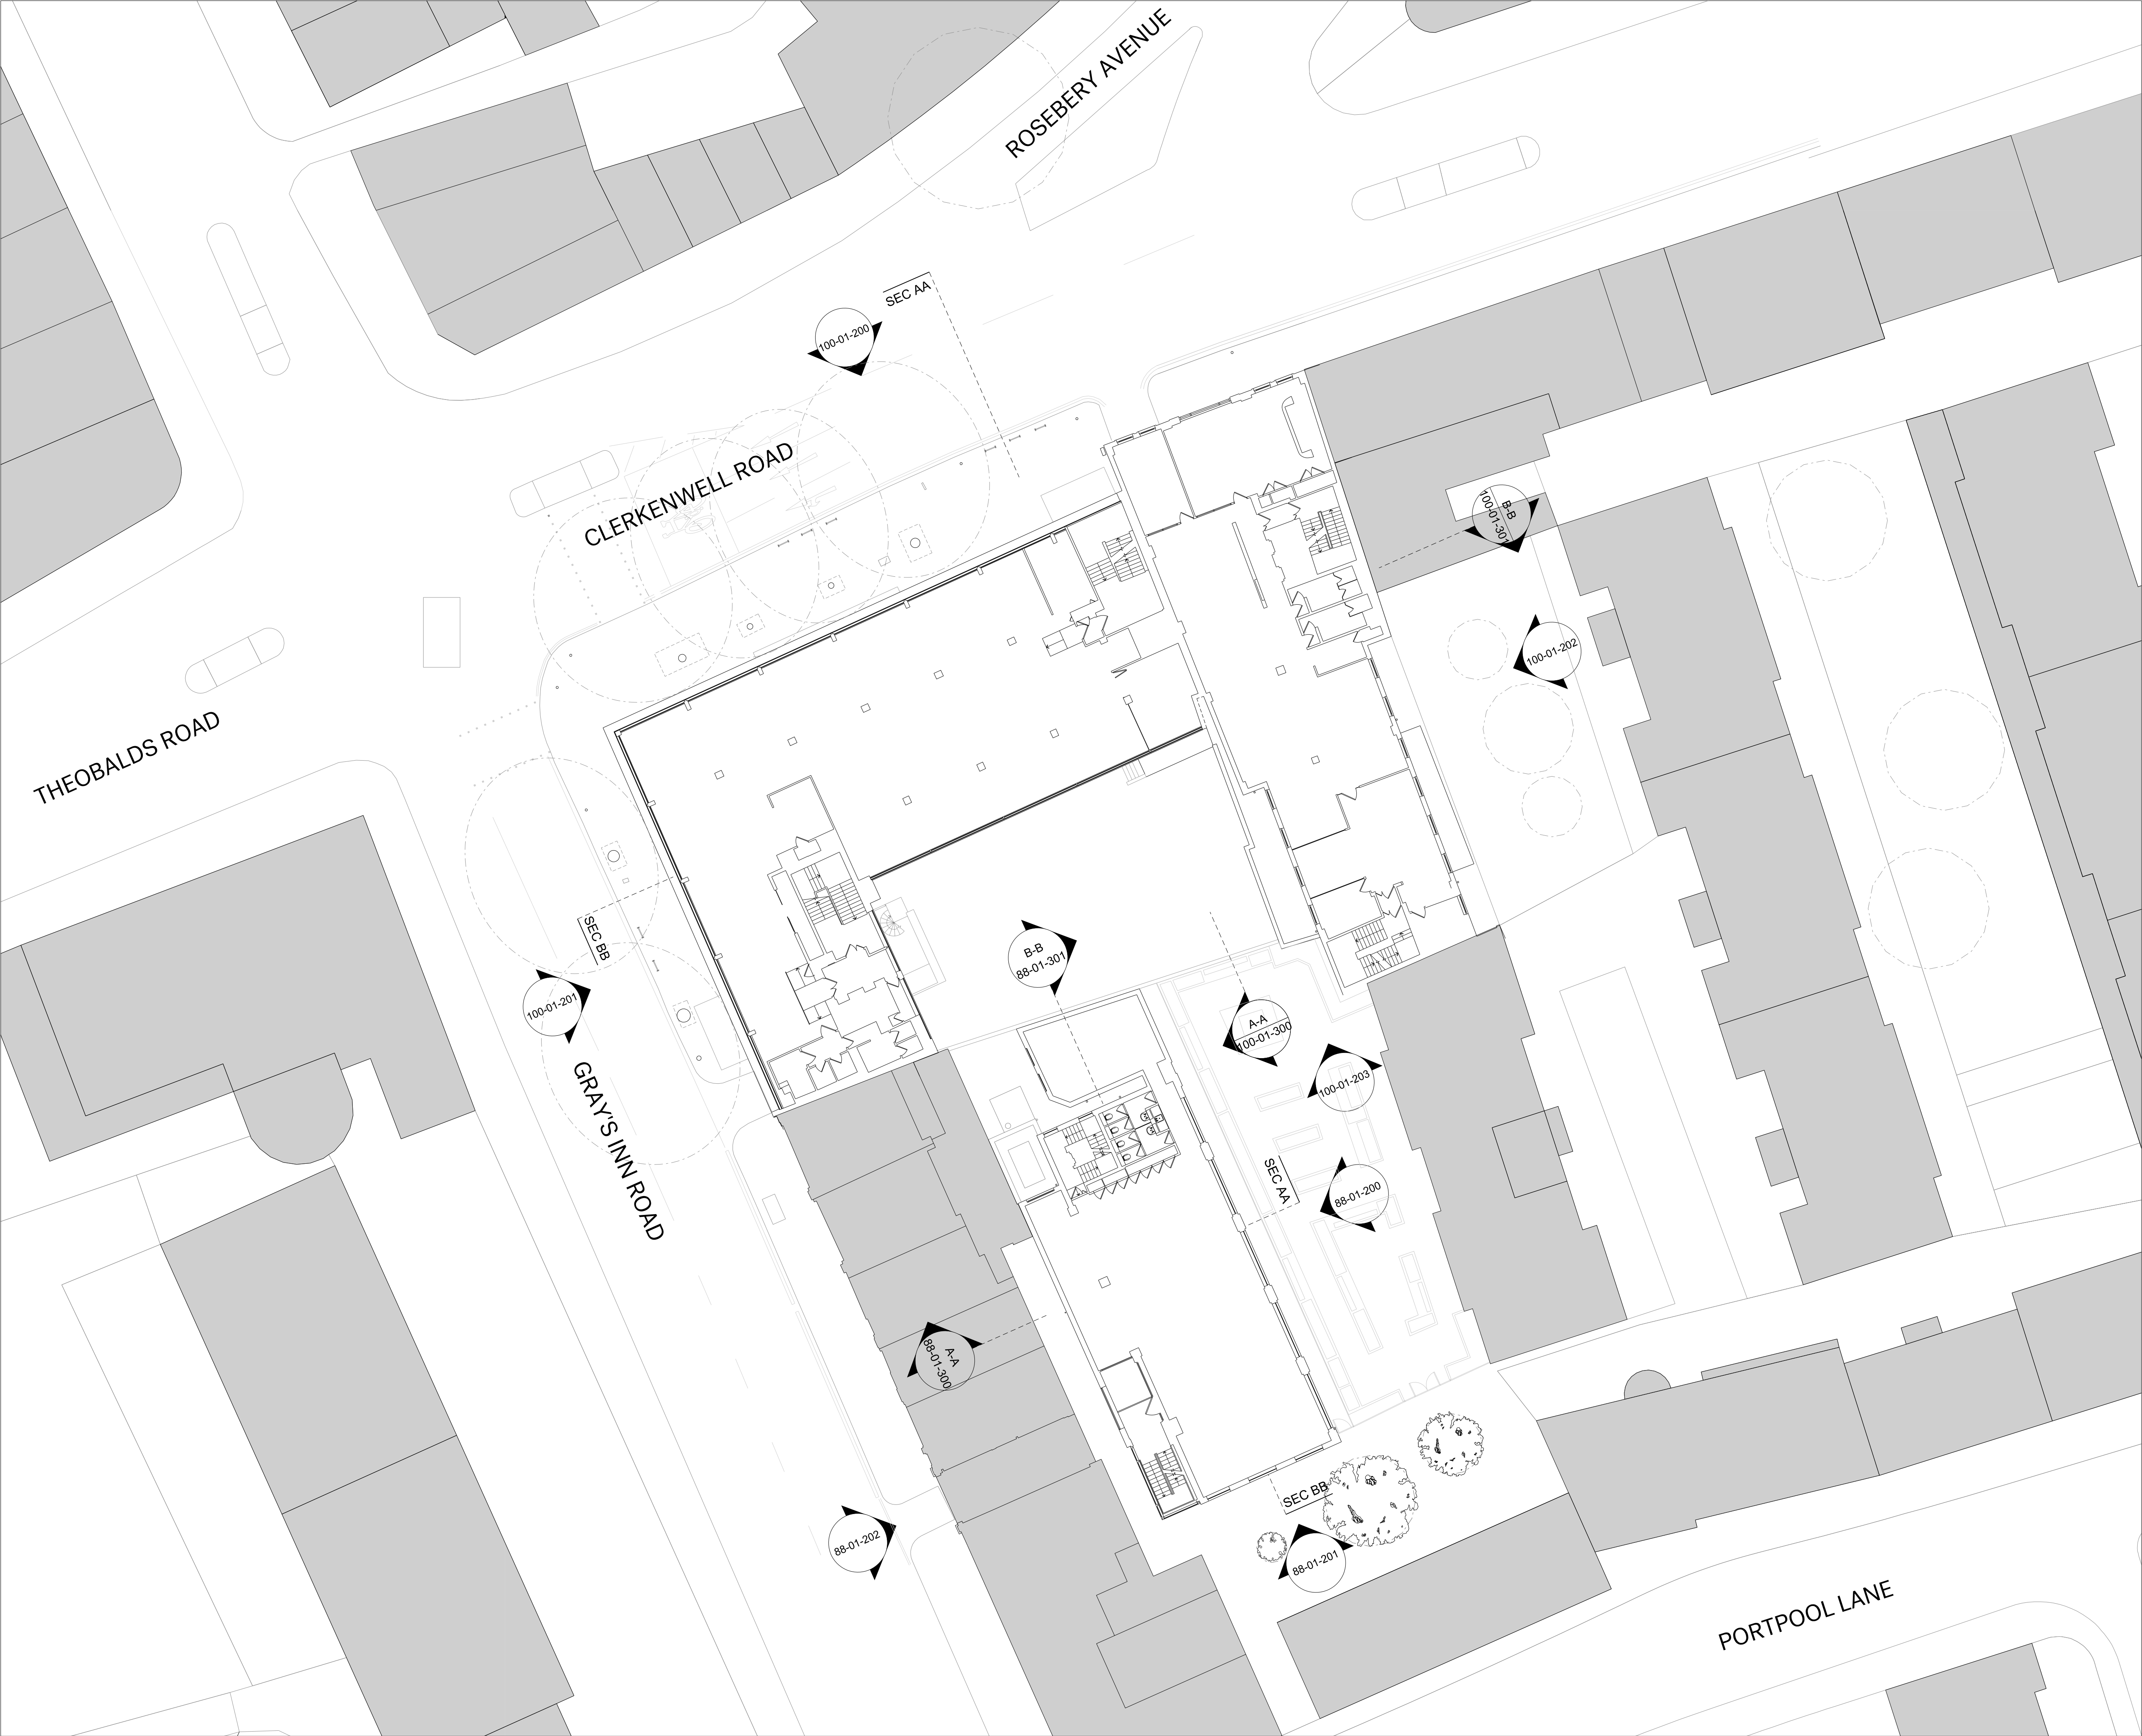 ROSEBERY AVENUE
SEC AA
100-01-200
CLERKENWELL ROAD
B-B
100-01-301
100-01-202
THEOBALDS ROAD
SEC BB
B-B
88-01-301
100-01-201
A-A
100-01-300
100-01-203
GRAY'S INN ROAD
SEC AA
88-01-200
A-A
88-01-300
SEC BB
88-01-202
88-01-201
PORTPOOL LANE